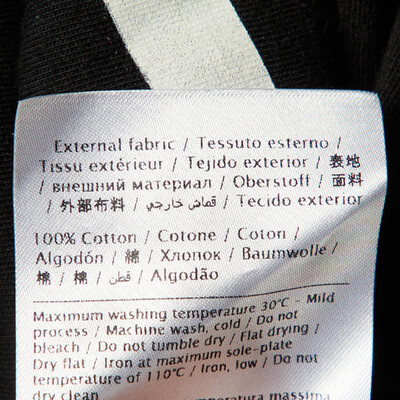 External fabric / Tessuto esterno /
Tissu extérieur / Tejido exterior / 表地
/ внешний материал / Oberstoff / 面料
/ 外部布料 / قماش خارجي / Tecido exterior
100% Cotton / Cotone / Coton /
Algodón / 綿 / Хлопок / Baumwolle /
棉 / 棉 / قطن / Algodão
Maximum washing temperature 30°C - Mild
process / Machine wash, cold / Do not
bleach / Do not tumble dry / Flat drying /
Dry flat / Iron at maximum sole-plate
temperature of 110°C / Iron, low / Do not
dry clean
temperatura massima